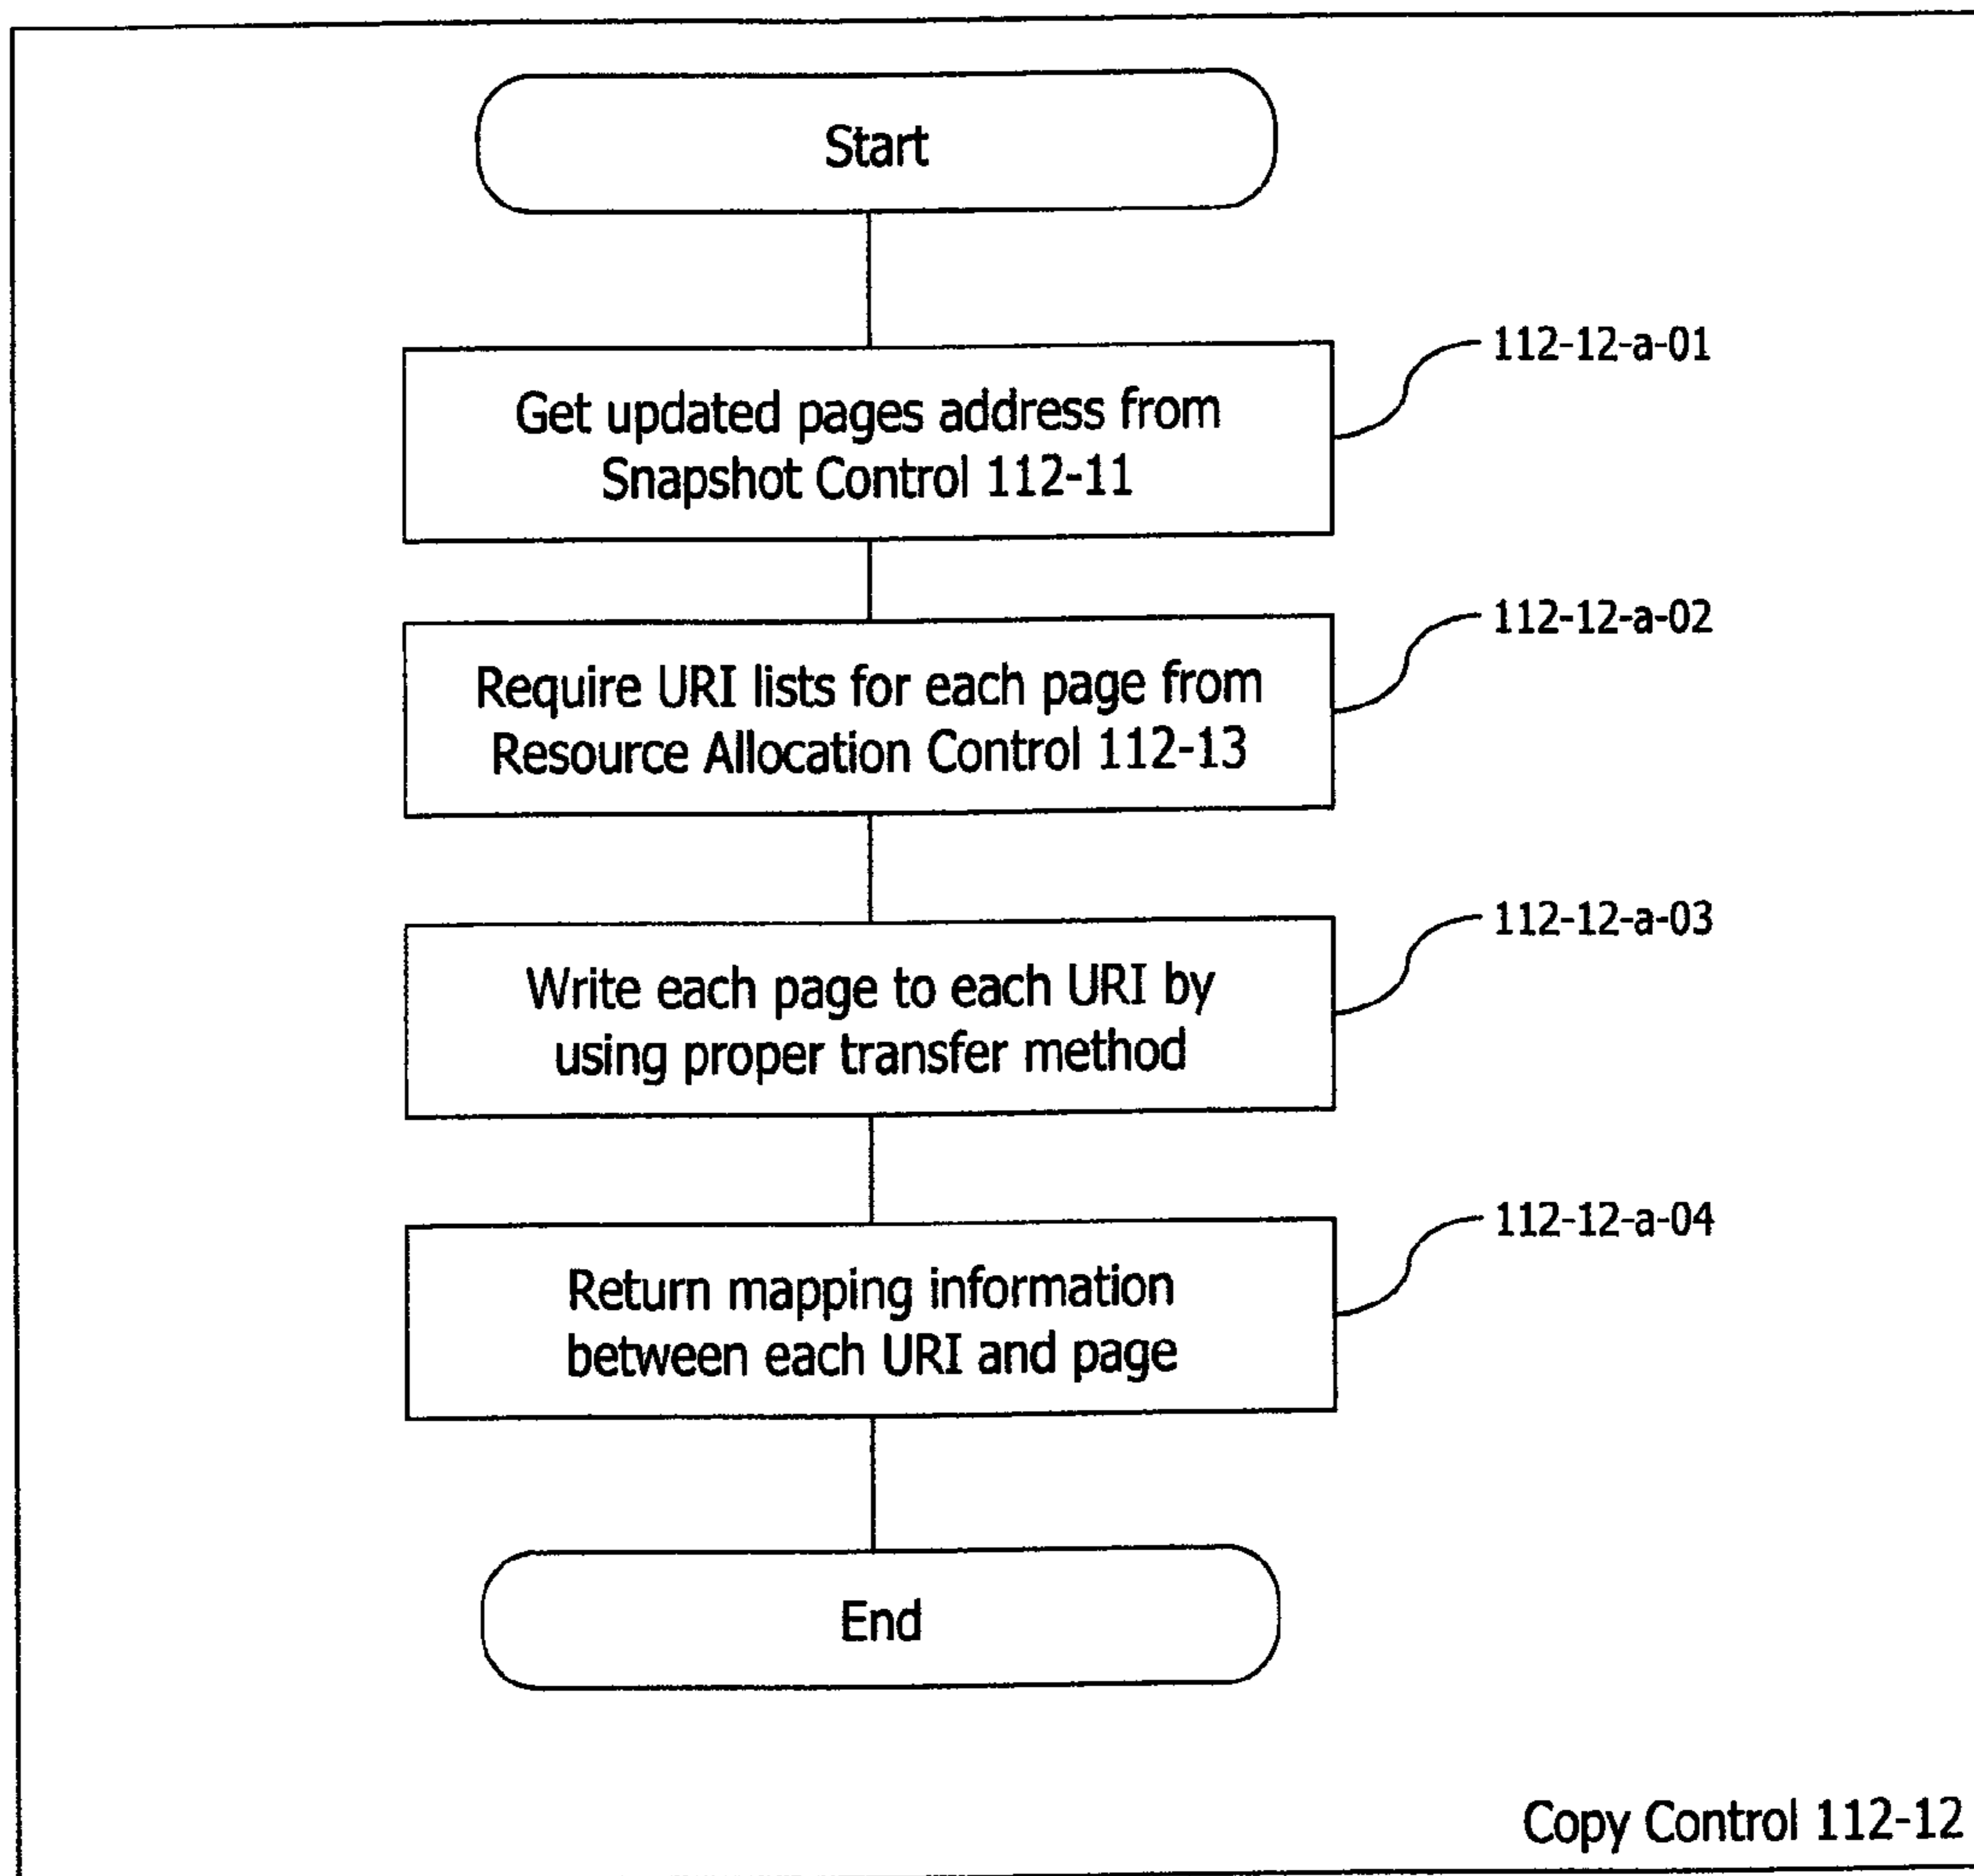 Start
112-12-a-01
Get updated pages address from
Snapshot Control 112-11
112-12-a-02
Require URI lists for each page from
Resource Allocation Control 112-13
112-12-a-03
Write each page to each URI by
using proper transfer method
112-12-a-04
Return mapping information
between each URI and page
End
Copy Control 112-12